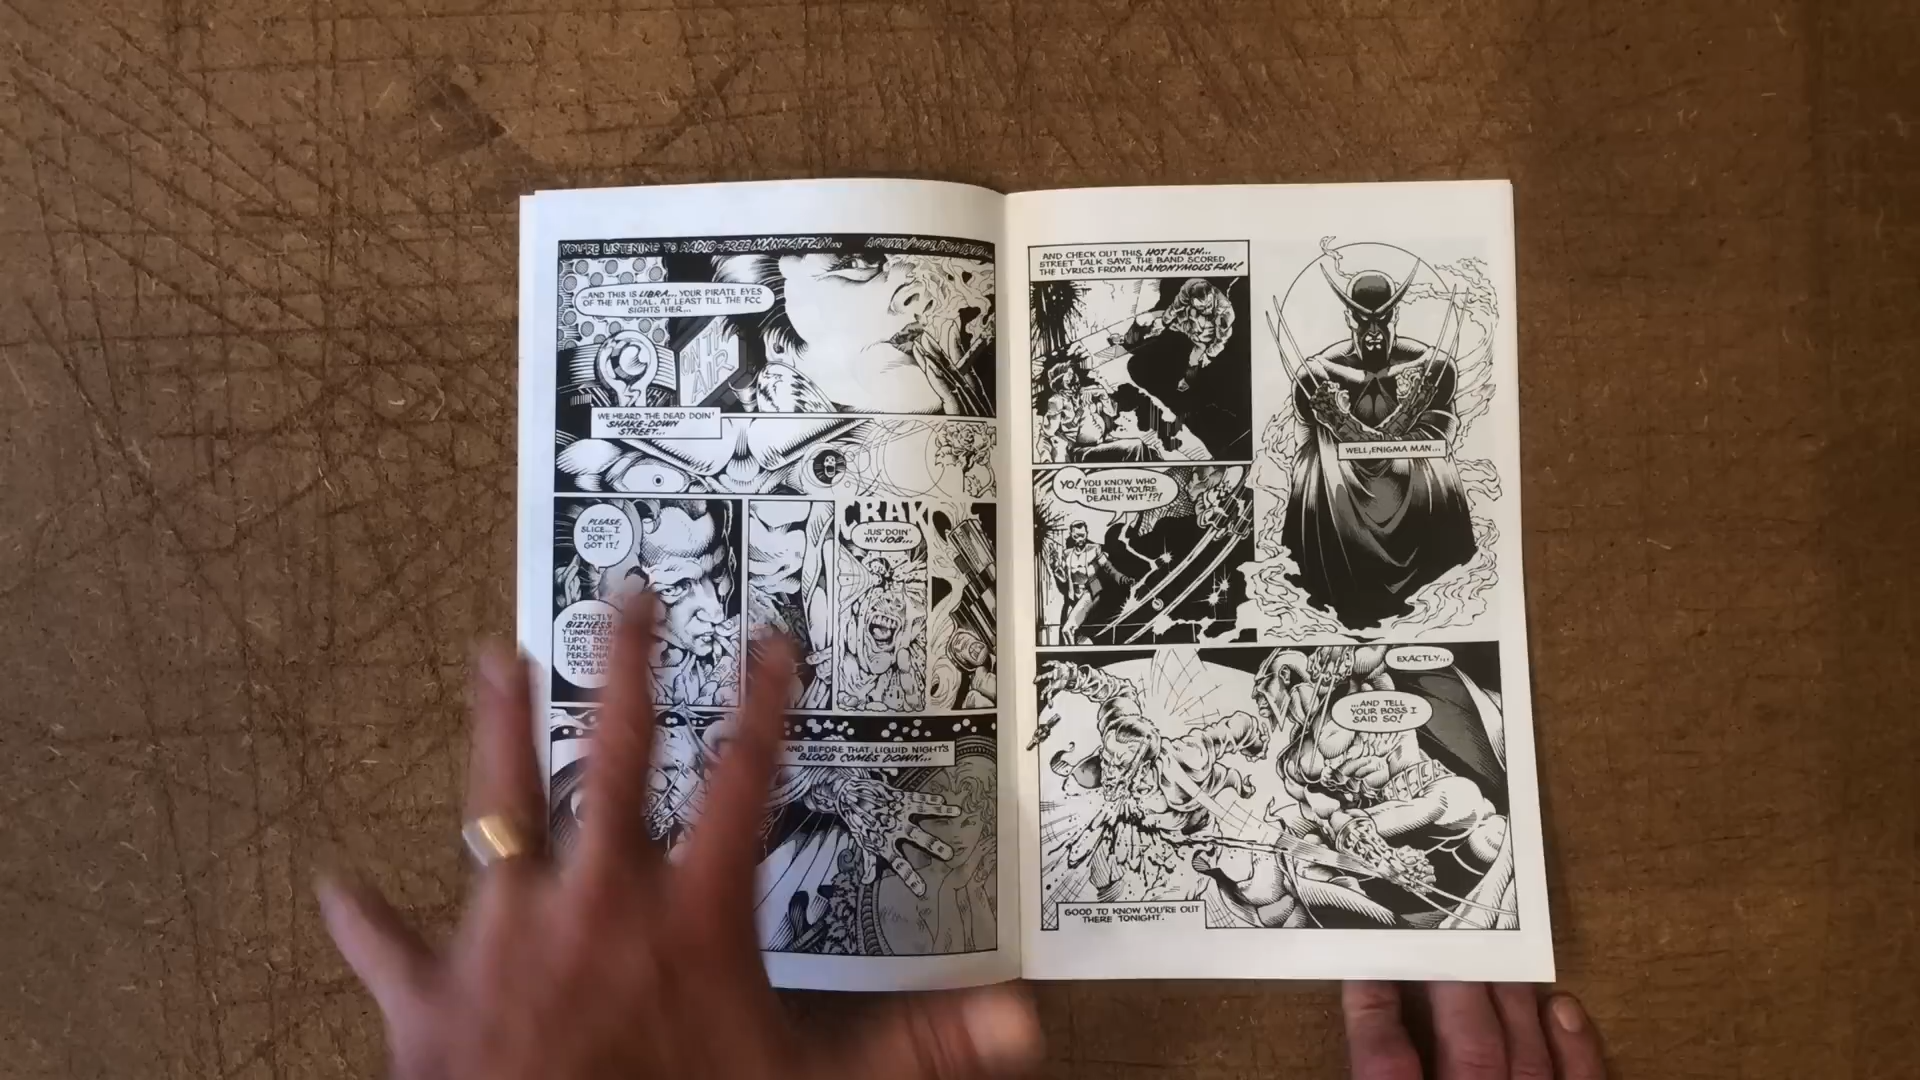 YOU'RE LISTENING TO RADIO-FREE MANHATTAN...
...AND THIS IS LIBRA... YOUR PIRATE EYES
OF THE FM DIAL. AT LEAST TILL THE FCC
SIGHTS HER...
ON THE
AIR
WE HEARD THE DEAD DOIN'
SHAKE-DOWN
STREET...
PLEASE,
SLICE... I
DON'T
GOT IT!
STRICTLY
BIZNESS,
LUPO,
TAKE
KNOW
I MEAN
CRAK
JUS' DOIN'
MY JOB...
AND BEFORE THAT, LIQUID NIGHT'S
BLOOD COMES DOWN...
AND CHECK OUT THIS HOT FLASH...
STREET TALK SAYS THE BAND SCORED
THE LYRICS FROM AN ANONYMOUS FAN!
WELL, ENIGMA MAN...
YO! YOU KNOW WHO
THE HELL YOU'RE
DEALIN' WIT'!?!
EXACTLY...
...AND TELL
YOUR BOSS I
SAID SO!
GOOD TO KNOW YOU'RE OUT
THERE TONIGHT.